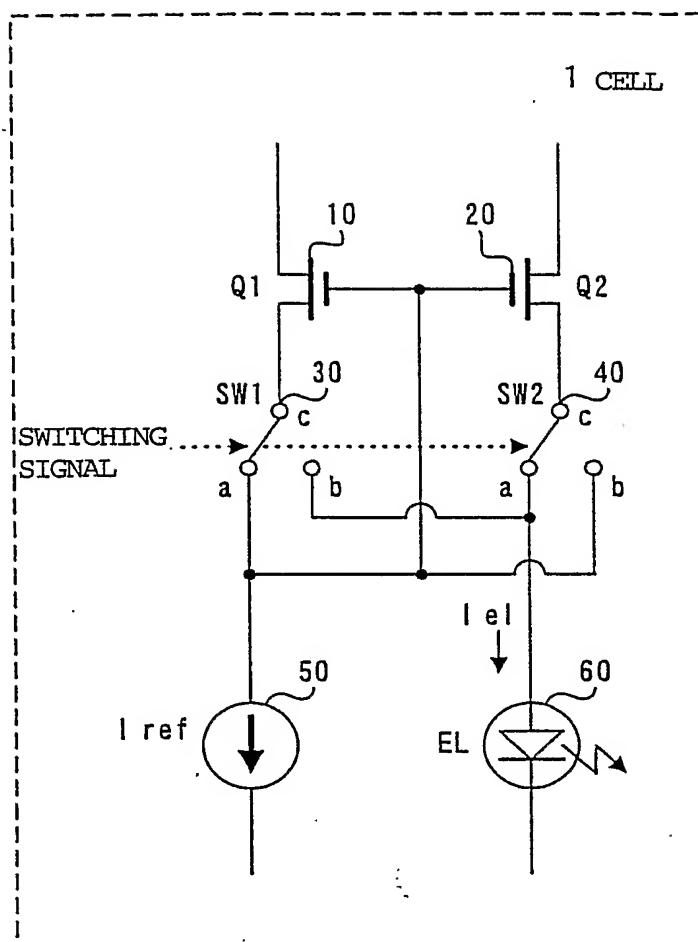 1 CELL
10
20
Q1
Q2
SW1
30
c
SW2
40
c
SWITCHING
SIGNAL
a
b
a
b
I el
50
60
I ref
EL